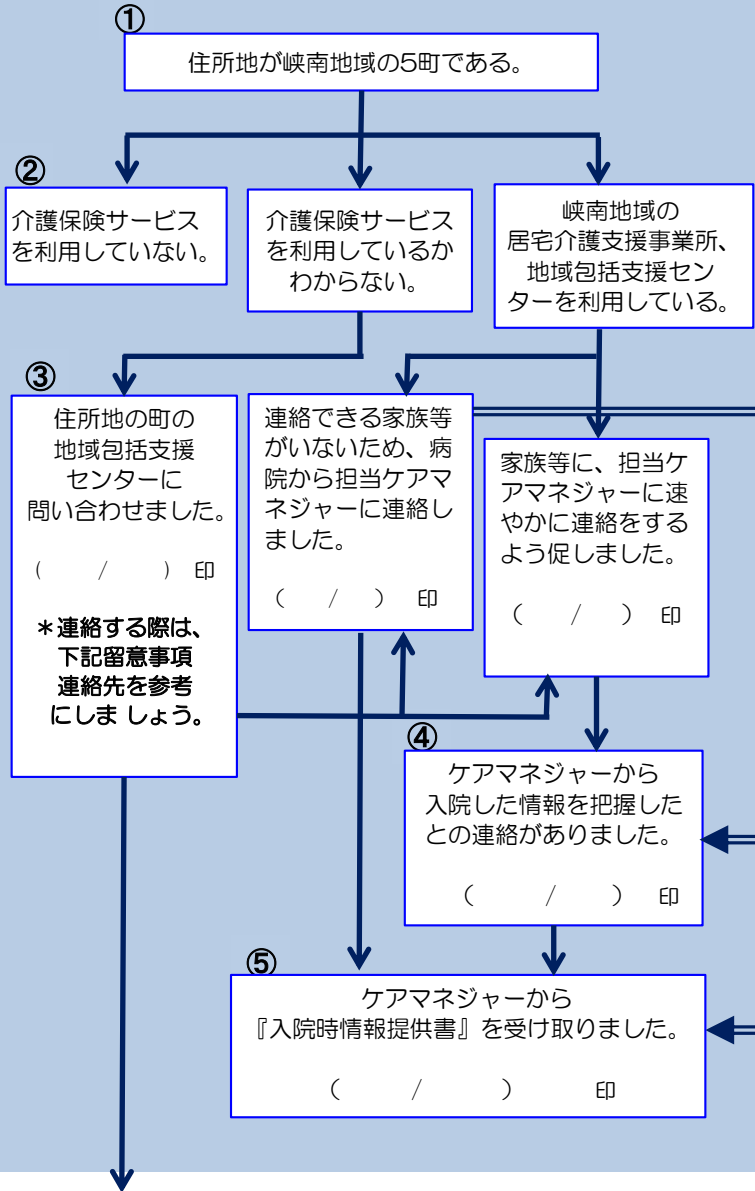 ①
住所地が峡南地域の5町である。
②
介護保険サービス
を利用していない。
介護保険サービス
を利用しているか
わからない。
峡南地域の
居宅介護支援事業所、
地域包括支援セン
ターを利用している。
③
住所地の町の
地域包括支援
センターに
問い合わせました。
( / ) 印
＊連絡する際は、
下記留意事項
連絡先を参考
にしま しょう。
連絡できる家族等
がいないため、病
院から担当ケアマ
ネジャーに連絡し
ました。
( / ) 印
家族等に、担当ケ
アマネジャーに速
やかに連絡をする
よう促しました。
( / ) 印
④
ケアマネジャーから
入院した情報を把握した
との連絡がありました。
( / ) 印
⑤
ケアマネジャーから
『入院時情報提供書』を受け取りました。
( / ) 印